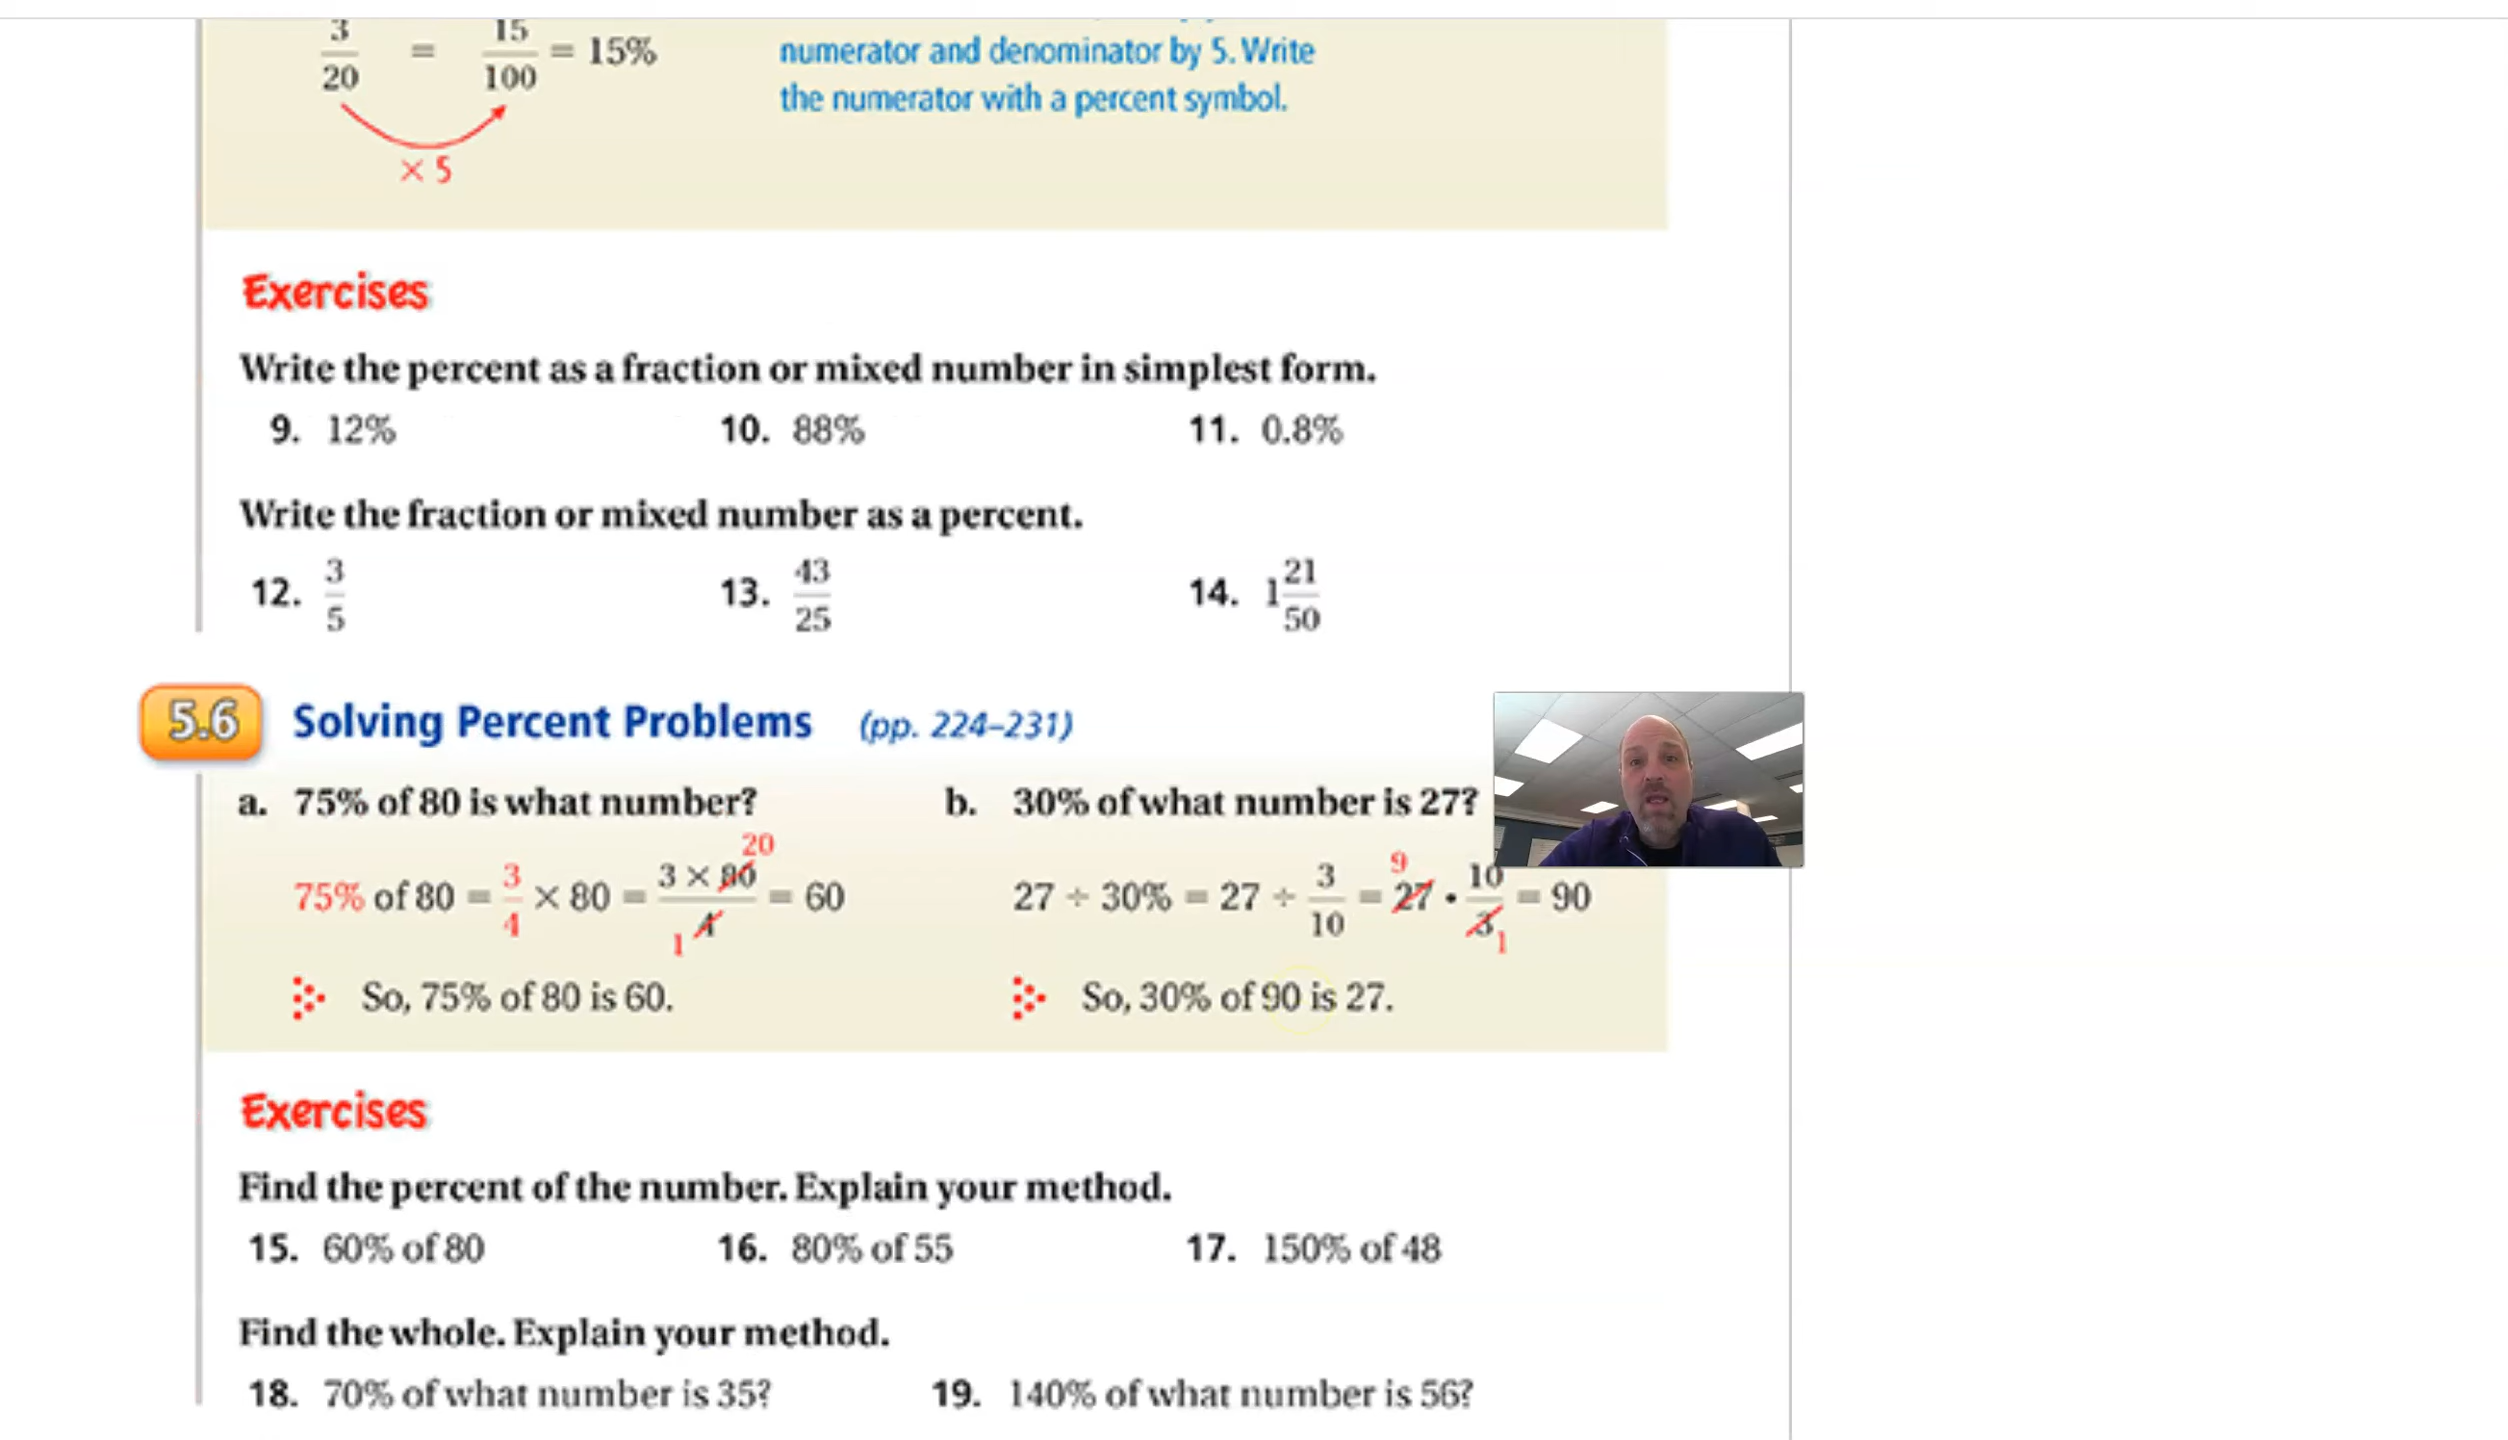 3/20 = 15/100 = 15%
numerator and denominator by 5. Write
the numerator with a percent symbol.
× 5
Exercises
Write the percent as a fraction or mixed number in simplest form.
9. 12% 10. 88% 11. 0.8%
Write the fraction or mixed number as a percent.
12. 3/5 13. 43/25 14. 1 21/50
5.6 Solving Percent Problems (pp. 224–231)
a. 75% of 80 is what number? b. 30% of what number is 27?
75% of 80 = 3/4 × 80 = 3 × 80 20 / 1 4 = 60
27 ÷ 30% = 27 ÷ 3/10 = 9 27 • 10/3 1 = 90
So, 75% of 80 is 60. So, 30% of 90 is 27.
Exercises
Find the percent of the number. Explain your method.
15. 60% of 80 16. 80% of 55 17. 150% of 48
Find the whole. Explain your method.
18. 70% of what number is 35? 19. 140% of what number is 56?